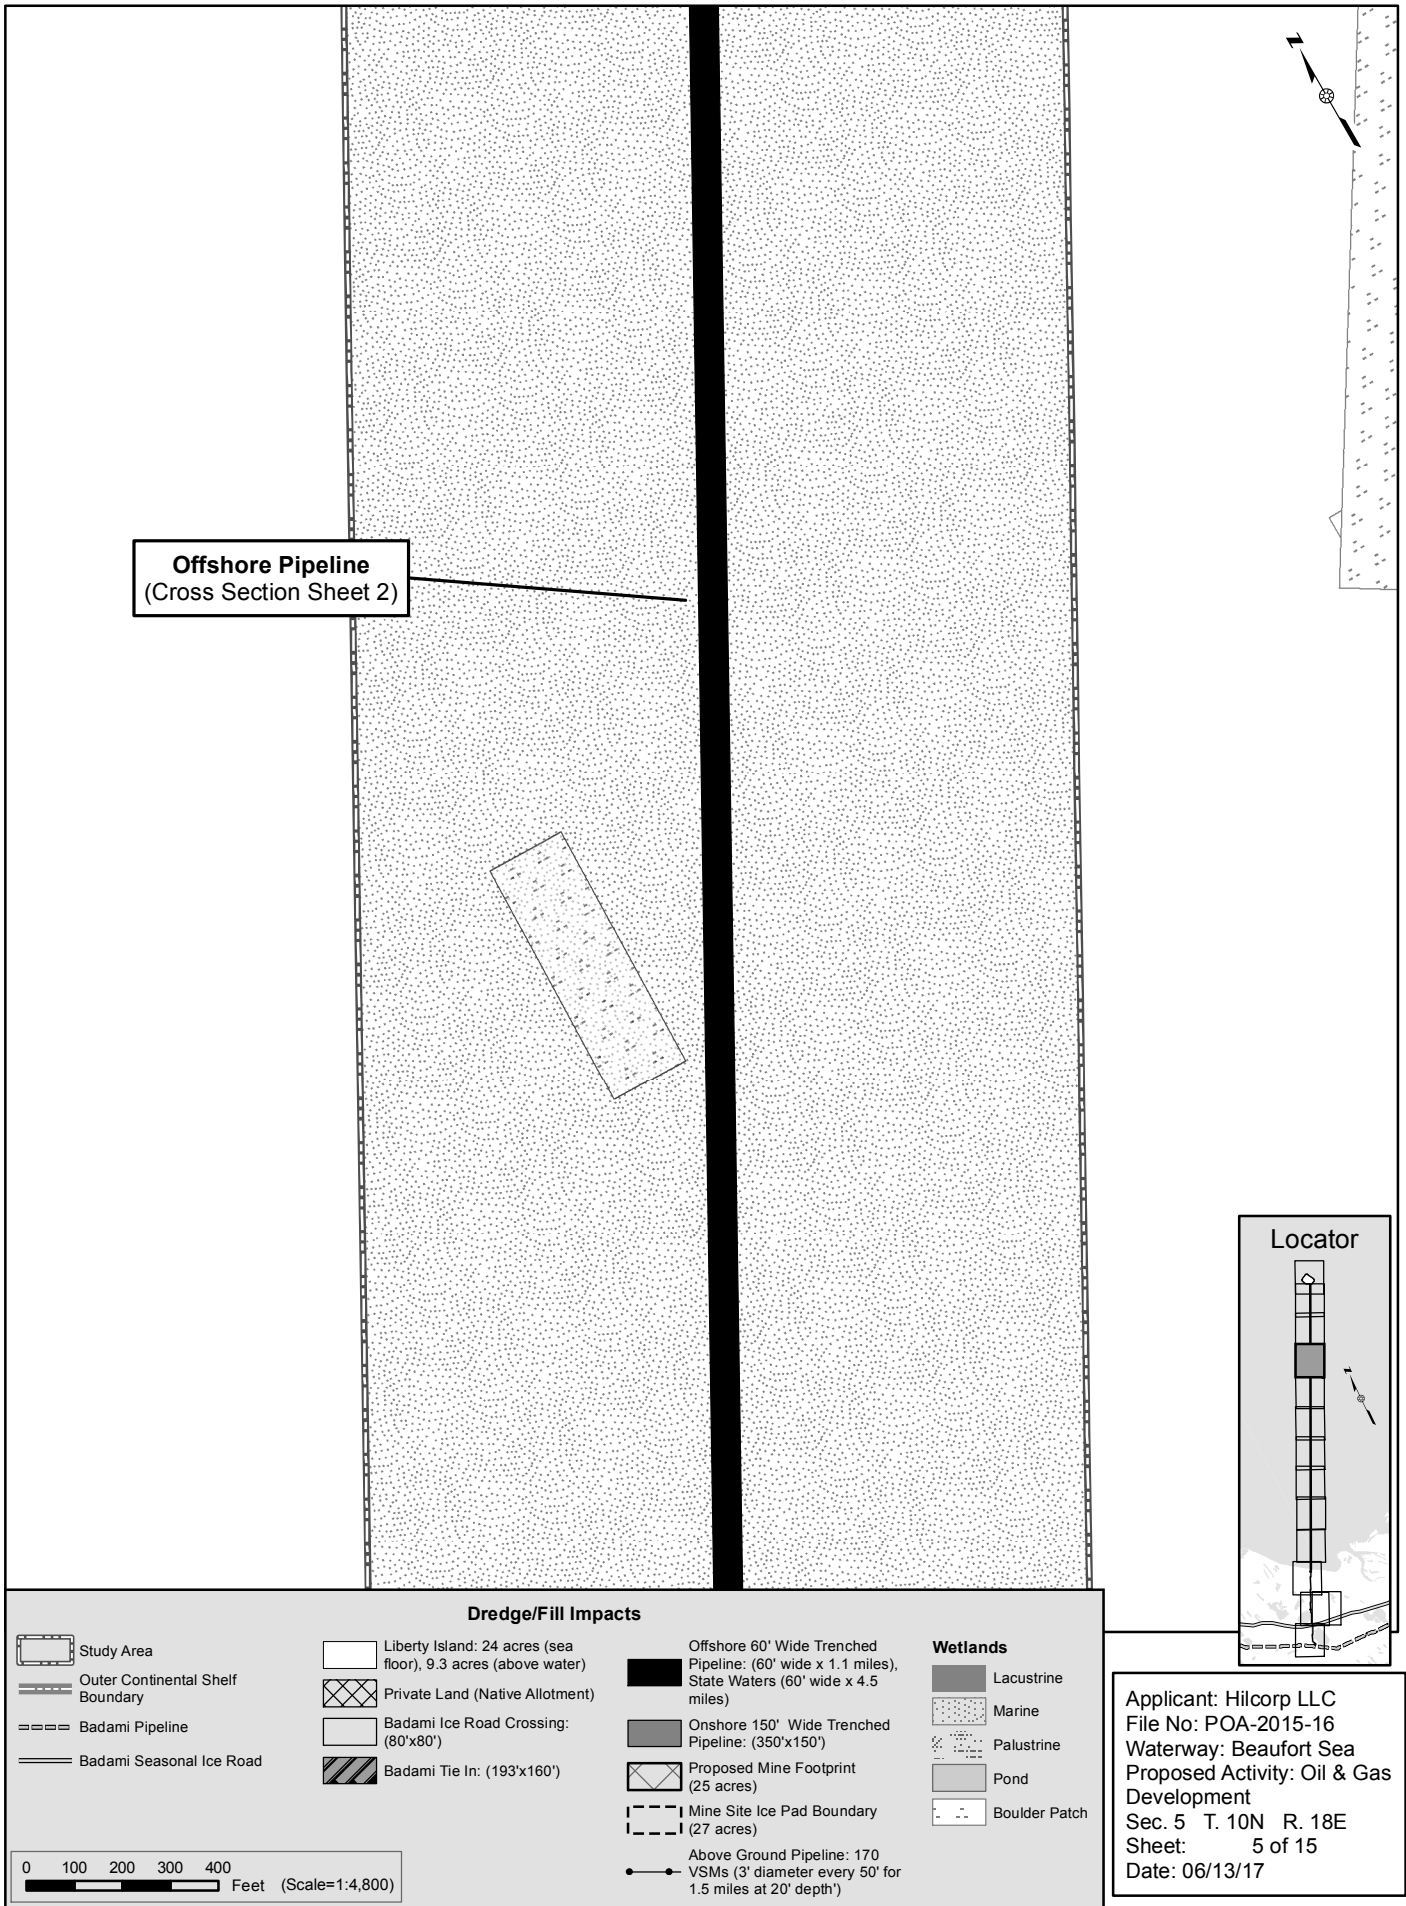 N
Offshore Pipeline
(Cross Section Sheet 2)
Locator
N
Dredge/Fill Impacts
Study Area
Outer Continental Shelf
Boundary
Badami Pipeline
Badami Seasonal Ice Road
Liberty Island: 24 acres (sea
floor), 9.3 acres (above water)
Private Land (Native Allotment)
Badami Ice Road Crossing:
(80'x80')
Badami Tie In: (193'x160')
Offshore 60' Wide Trenched
Pipeline: (60' wide x 1.1 miles),
State Waters (60' wide x 4.5
miles)
Onshore 150' Wide Trenched
Pipeline: (350'x150')
Proposed Mine Footprint
(25 acres)
Mine Site Ice Pad Boundary
(27 acres)
Above Ground Pipeline: 170
VSMs (3' diameter every 50' for
1.5 miles at 20' depth')
Wetlands
Lacustrine
Marine
Palustrine
Pond
Boulder Patch
0 100 200 300 400
Feet (Scale=1:4,800)
Applicant: Hilcorp LLC
File No: POA-2015-16
Waterway: Beaufort Sea
Proposed Activity: Oil & Gas
Development
Sec. 5 T. 10N R. 18E
Sheet: 5 of 15
Date: 06/13/17